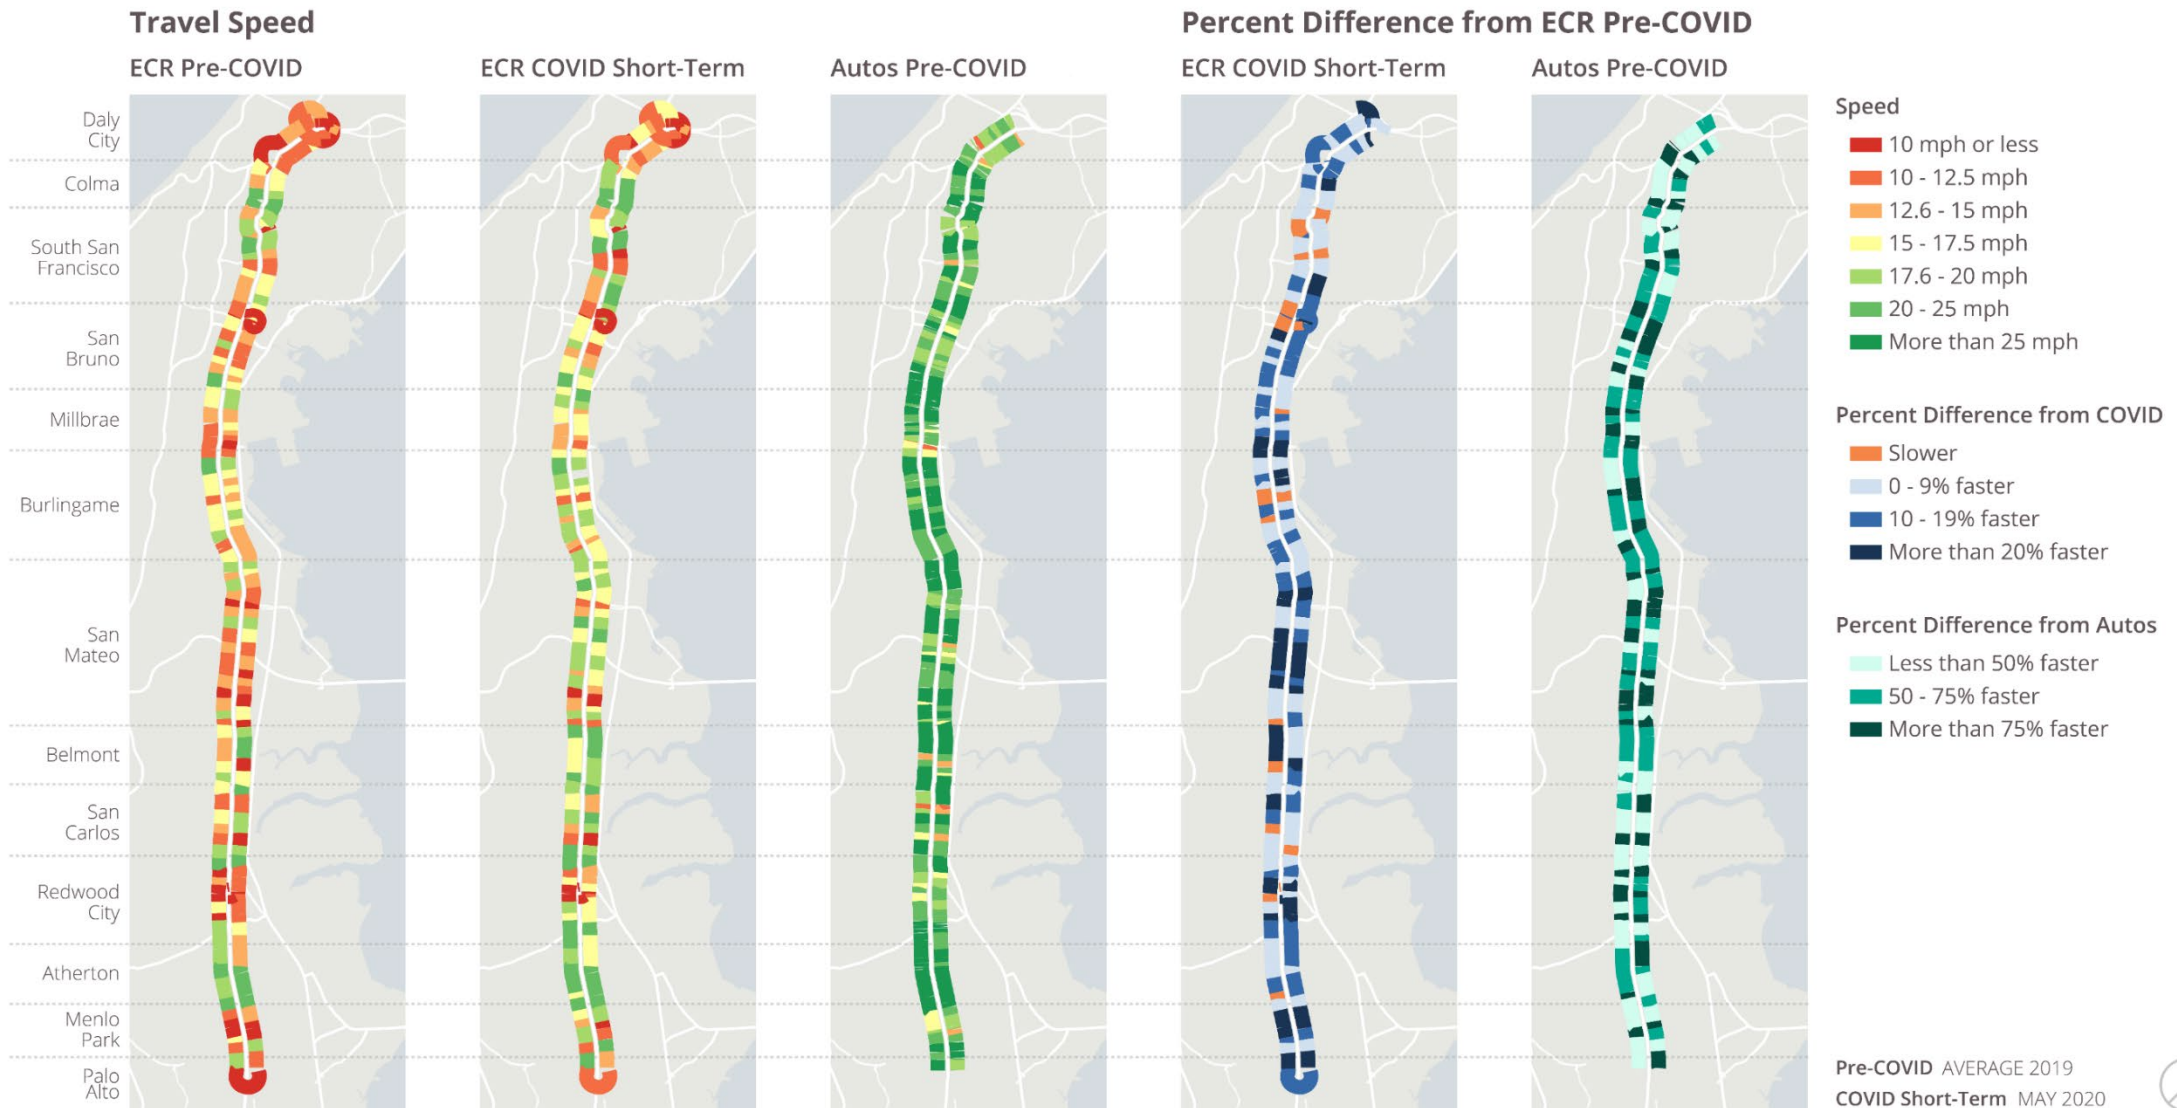 Travel Speed
Percent Difference from ECR Pre-COVID
ECR Pre-COVID
ECR COVID Short-Term
Autos Pre-COVID
ECR COVID Short-Term
Autos Pre-COVID
Daly
City
Colma
South San
Francisco
San
Bruno
Millbrae
Burlingame
San
Mateo
Belmont
San
Carlos
Redwood
City
Atherton
Menlo
Park
Palo
Alto
Speed
10 mph or less
10 - 12.5 mph
12.6 - 15 mph
15 - 17.5 mph
17.6 - 20 mph
20 - 25 mph
More than 25 mph
Percent Difference from COVID
Slower
0 - 9% faster
10 - 19% faster
More than 20% faster
Percent Difference from Autos
Less than 50% faster
50 - 75% faster
More than 75% faster
Pre-COVID AVERAGE 2019
COVID Short-Term MAY 2020